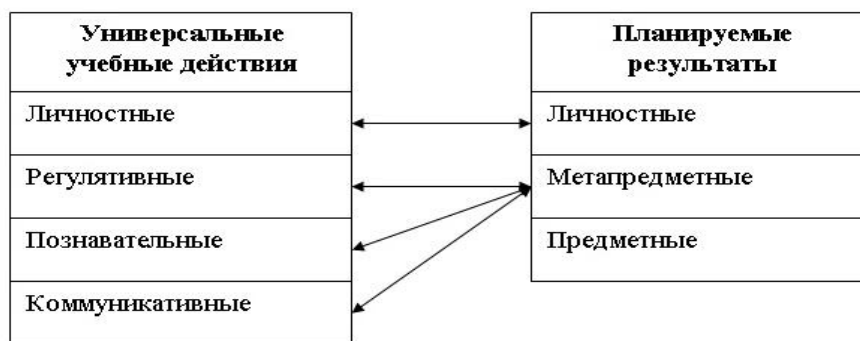 Универсальные
учебные действия
Личностные
Регулятивные
Познавательные
Коммуникативные
Планируемые
результаты
Личностные
Метапредметные
Предметные